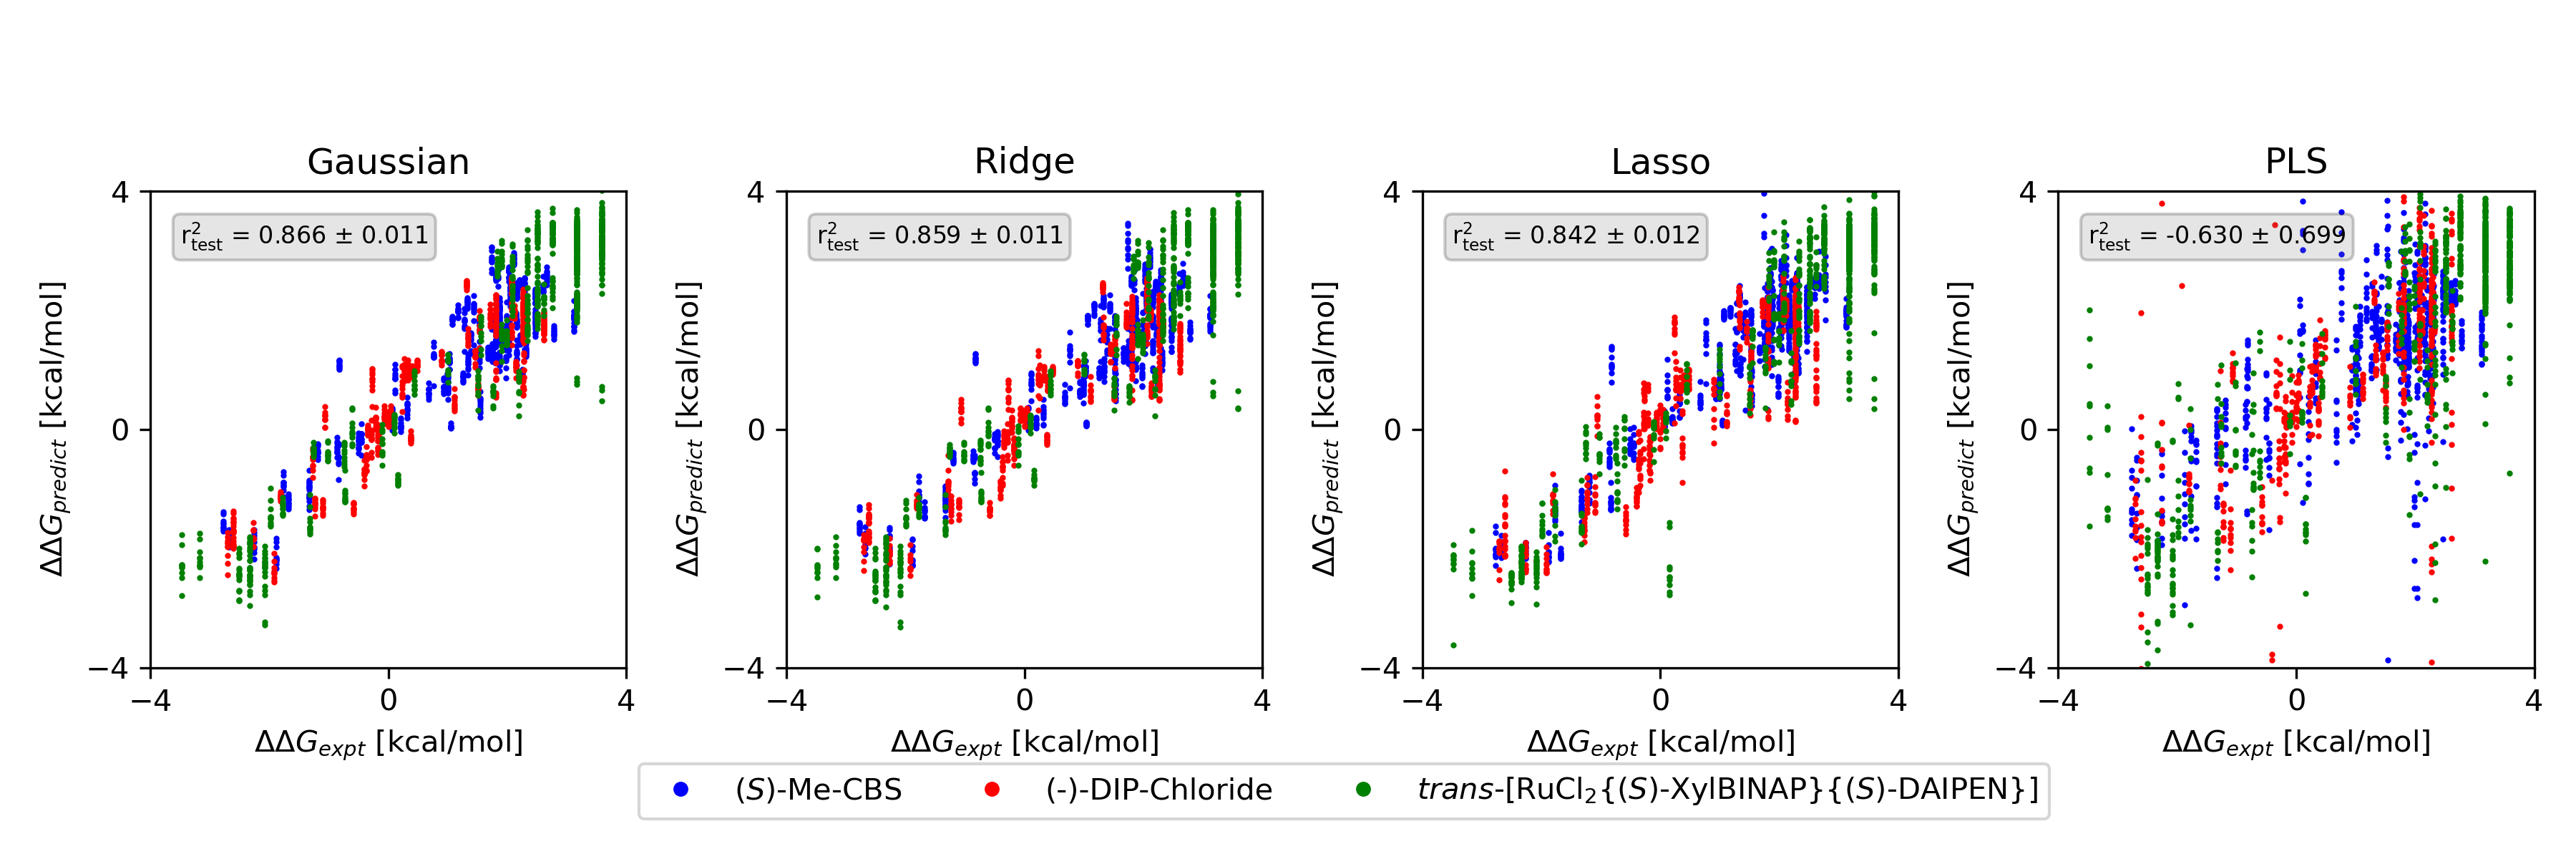 Gaussian
4
0
−4
−4 0 4
r²test = 0.866 ± 0.011
ΔΔGpredict [kcal/mol]
ΔΔGexpt [kcal/mol]
Ridge
4
0
−4
−4 0 4
r²test = 0.859 ± 0.011
ΔΔGpredict [kcal/mol]
ΔΔGexpt [kcal/mol]
Lasso
4
0
−4
−4 0 4
r²test = 0.842 ± 0.012
ΔΔGpredict [kcal/mol]
ΔΔGexpt [kcal/mol]
PLS
4
0
−4
−4 0 4
r²test = -0.630 ± 0.699
ΔΔGpredict [kcal/mol]
ΔΔGexpt [kcal/mol]
(S)-Me-CBS (-)-DIP-Chloride trans-[RuCl₂{(S)-XylBINAP}{(S)-DAIPEN}]